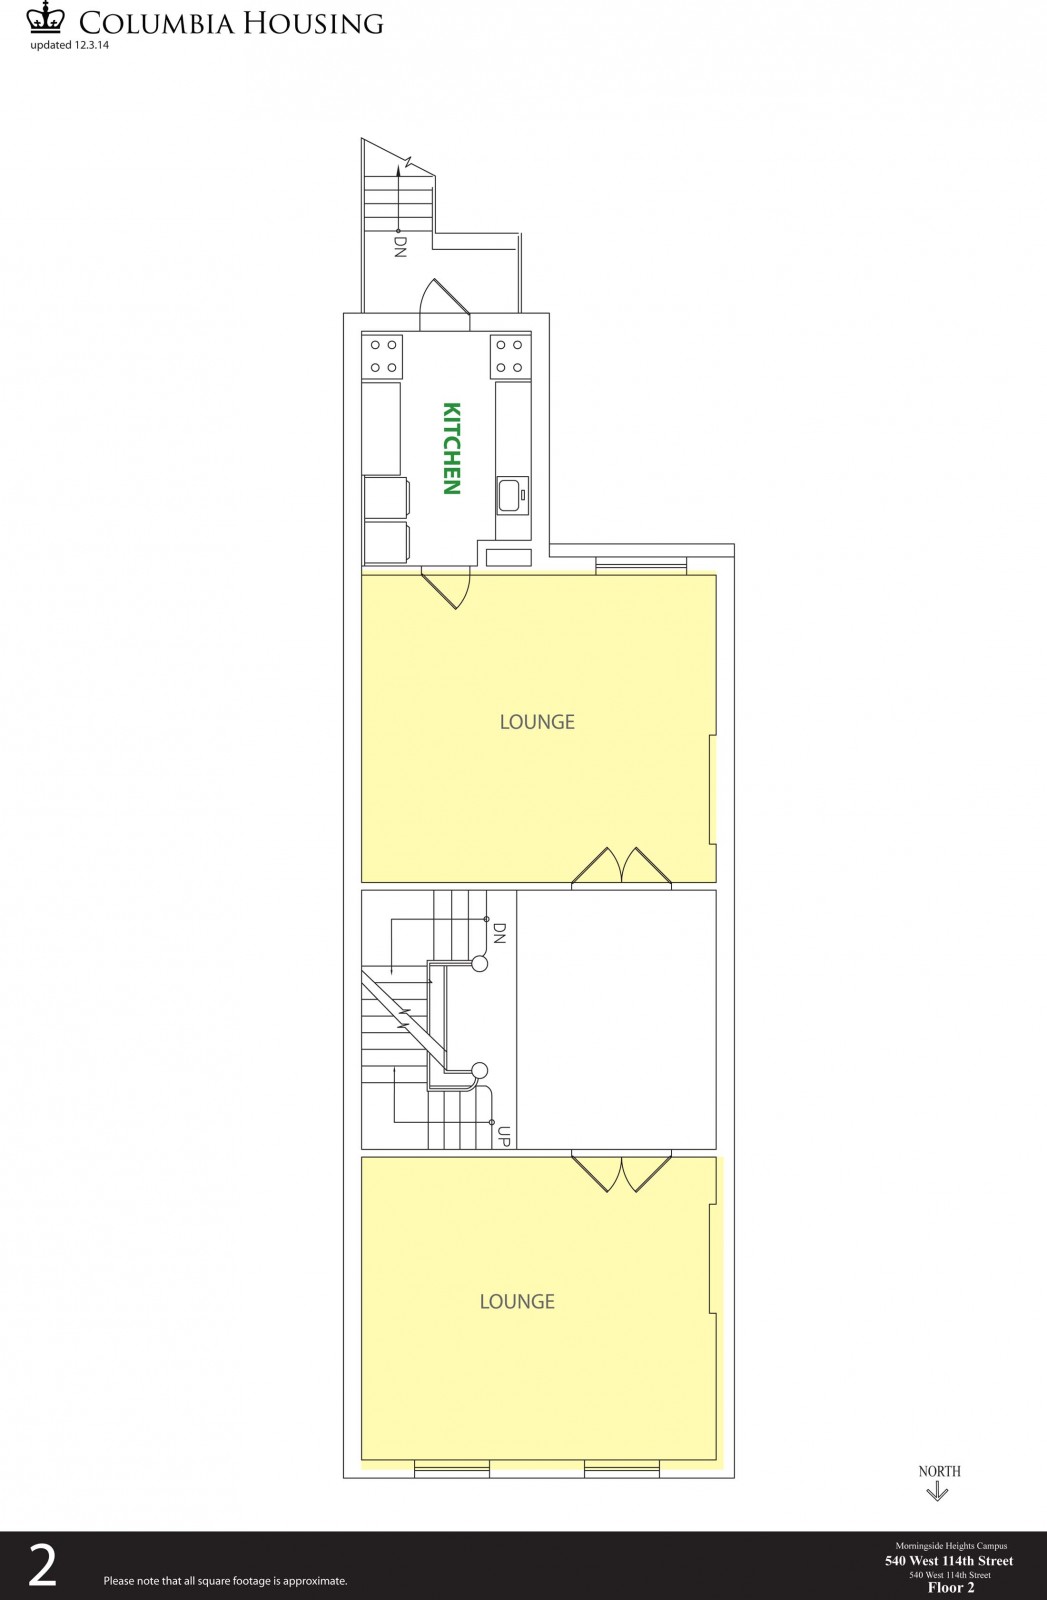 COLUMBIA HOUSING
updated 12.3.14
DN
KITCHEN
LOUNGE
DN
UP
LOUNGE
NORTH
2
Please note that all square footage is approximate.
Morningside Heights Campus
540 West 114th Street
540 West 114th Street
Floor 2